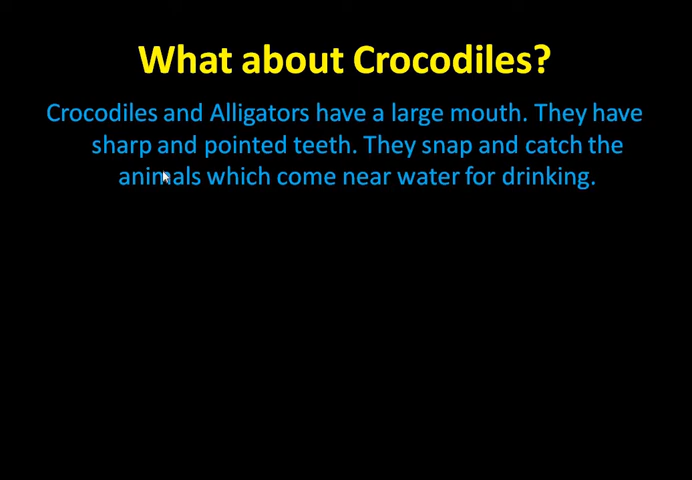 What about Crocodiles?
Crocodiles and Alligators have a large mouth. They have
sharp and pointed teeth. They snap and catch the
animals which come near water for drinking.